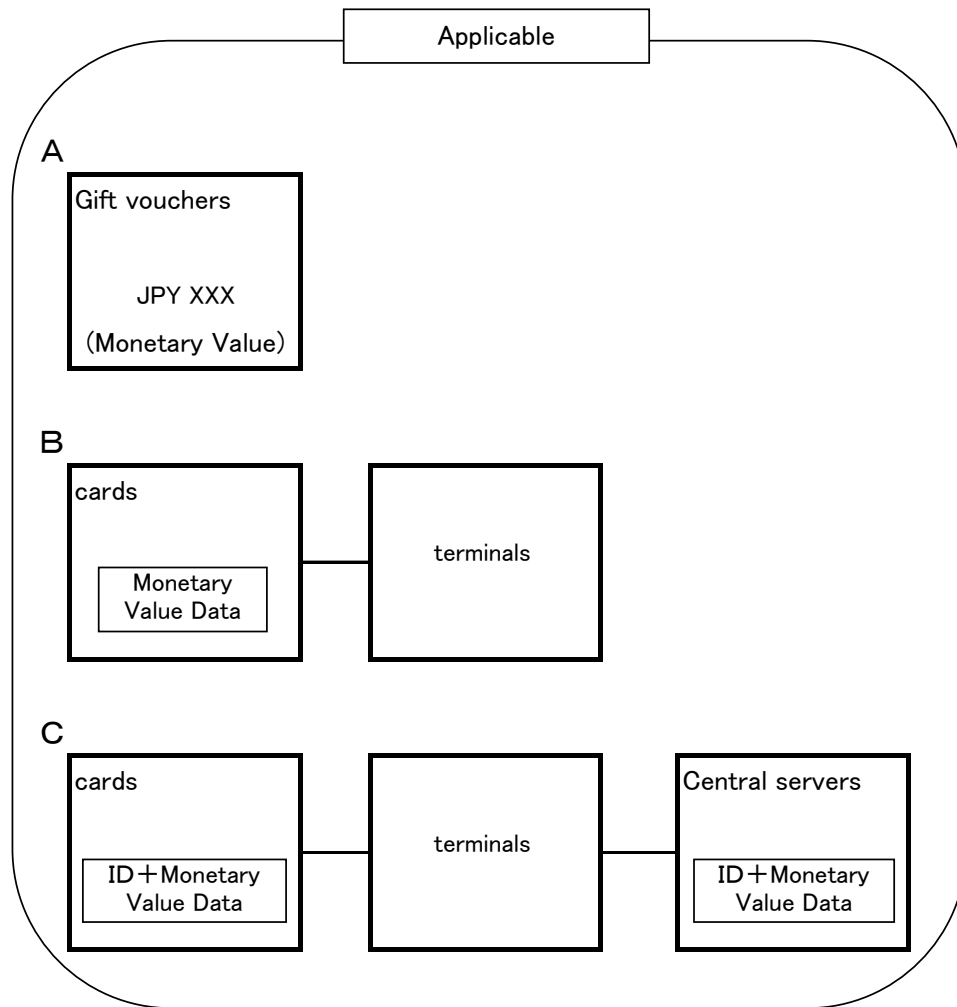 Applicable
A
Gift vouchers
JPY XXX
(Monetary Value)
B
cards
Monetary
Value Data
terminals
C
cards
ID＋Monetary
Value Data
terminals
Central servers
ID＋Monetary
Value Data